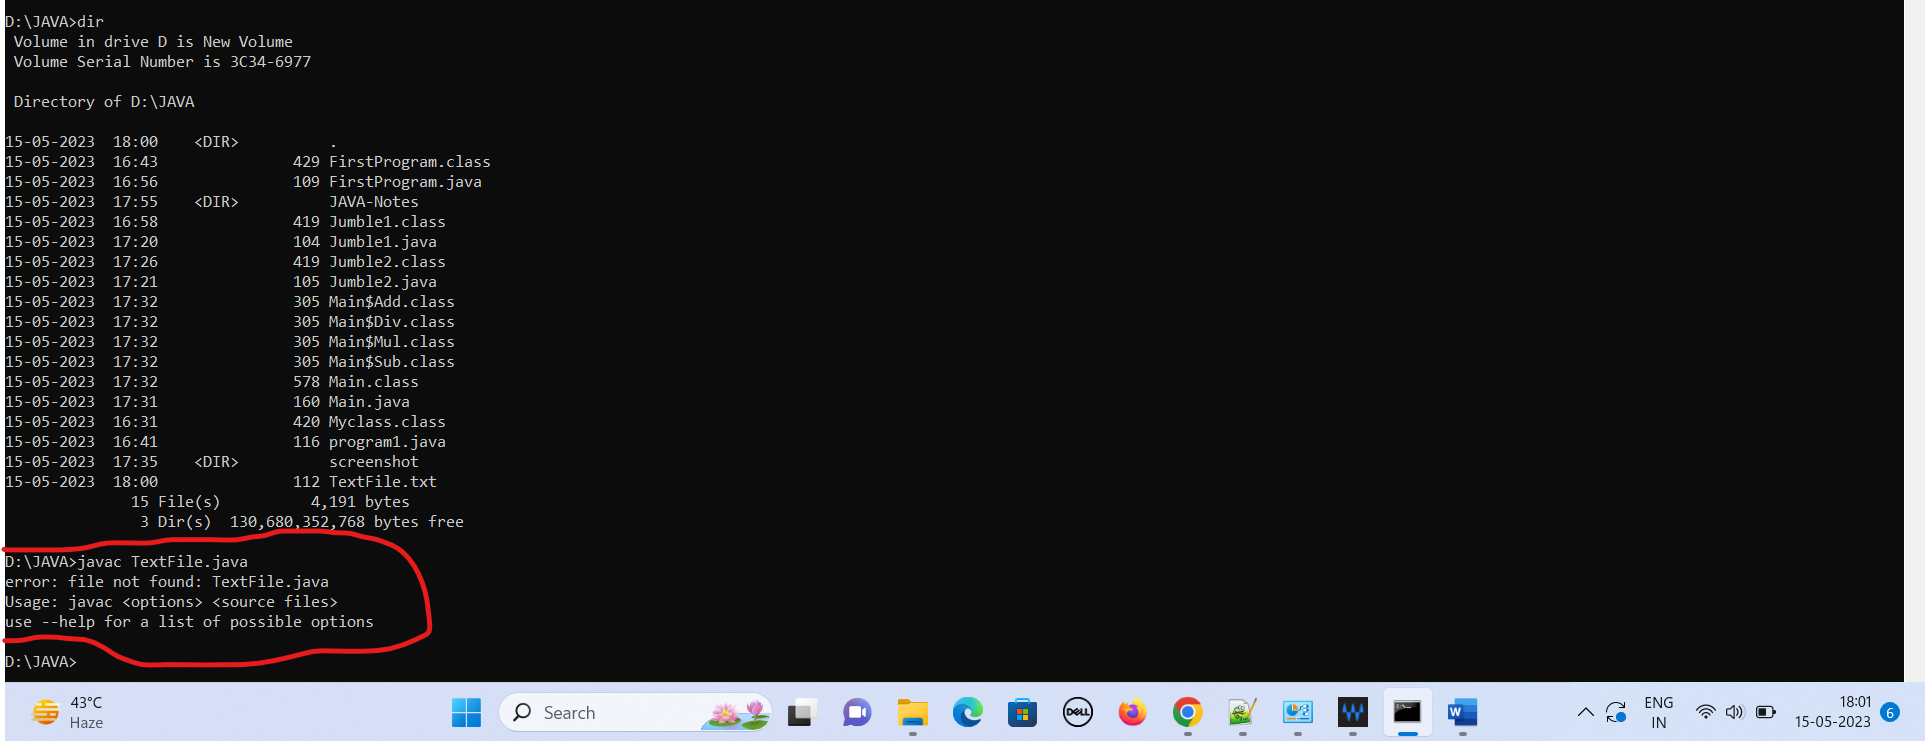 D:\JAVA>dir
 Volume in drive D is New Volume
 Volume Serial Number is 3C34-6977
 Directory of D:\JAVA
15-05-2023  18:00    <DIR>          .
15-05-2023  16:43               429 FirstProgram.class
15-05-2023  16:56               109 FirstProgram.java
15-05-2023  17:55    <DIR>          JAVA-Notes
15-05-2023  16:58               419 Jumble1.class
15-05-2023  17:20               104 Jumble1.java
15-05-2023  17:26               419 Jumble2.class
15-05-2023  17:21               105 Jumble2.java
15-05-2023  17:32               305 Main$Add.class
15-05-2023  17:32               305 Main$Div.class
15-05-2023  17:32               305 Main$Mul.class
15-05-2023  17:32               305 Main$Sub.class
15-05-2023  17:32               578 Main.class
15-05-2023  17:31               160 Main.java
15-05-2023  16:31               420 Myclass.class
15-05-2023  16:41               116 program1.java
15-05-2023  17:35    <DIR>          screenshot
15-05-2023  18:00               112 TextFile.txt
              15 File(s)          4,191 bytes
               3 Dir(s)  130,680,352,768 bytes free
D:\JAVA>javac TextFile.java
error: file not found: TextFile.java
Usage: javac <options> <source files>
use --help for a list of possible options
D:\JAVA>
43°C
Haze
Search
DELL
W
ENG
IN
18:01
15-05-2023
6